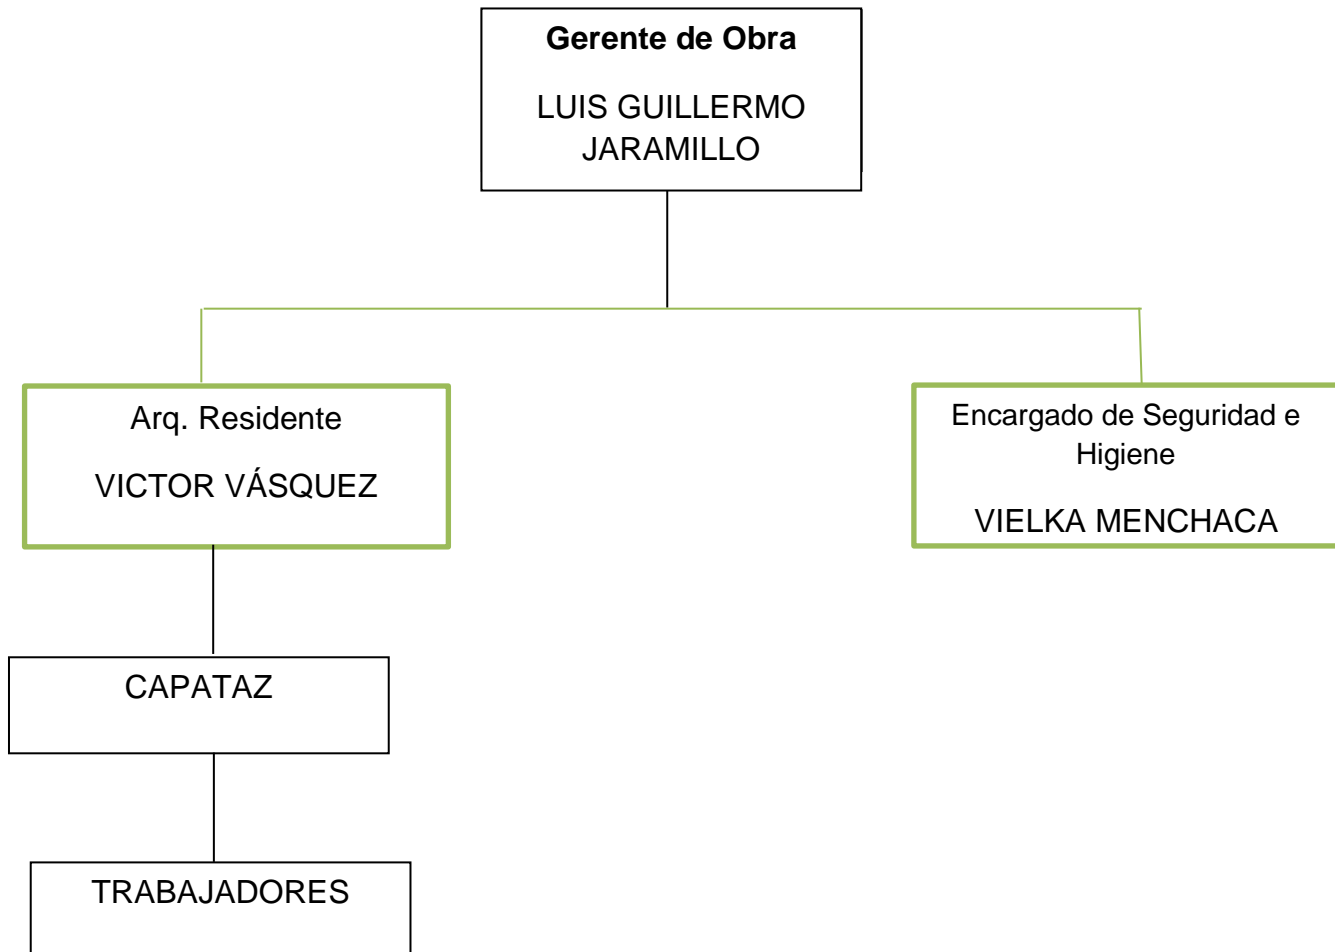 Gerente de Obra
LUIS GUILLERMO
JARAMILLO
Arq. Residente
VICTOR VÁSQUEZ
Encargado de Seguridad e
Higiene
VIELKA MENCHACA
CAPATAZ
TRABAJADORES